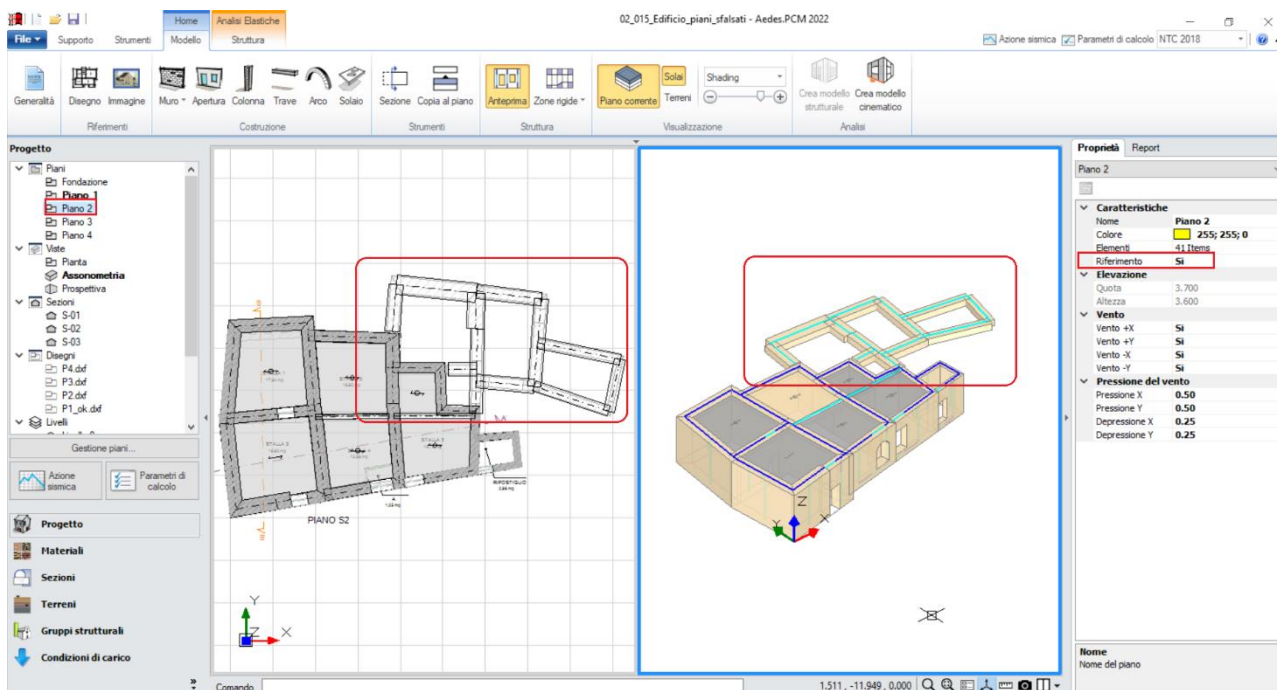 02_015_Edificio_piani_sfalsati - Aedes.PCM 2022
Home
Analisi Elastiche
File
Supporto
Strumenti
Modello
Struttura
Azione sismica
Parametri di calcolo
NTC 2018
Generalità
Disegno
Immagine
Muro
Apertura
Colonna
Trave
Arco
Solaio
Sezione
Copia al piano
Anteprima
Zone rigide
Piano corrente
Solai
Terreni
Shading
Crea modello strutturale
Crea modello cinematico
Riferimenti
Costruzione
Strumenti
Struttura
Visualizzazione
Analisi
Progetto
Piani
Fondazione
Piano 1
Piano 2
Piano 3
Piano 4
Viste
Pianta
Assonometria
Prospettiva
Sezioni
S-01
S-02
S-03
Disegni
P4.dxf
P3.dxf
P2.dxf
P1_ok.dxf
Livelli
Gestione piani...
Azione sismica
Parametri di calcolo
Progetto
Materiali
Sezioni
Terreni
Gruppi strutturali
Condizioni di carico
STALLA 3
RIPOSTIGLIO
PIANO S2
Y
Z
X
Z
Y
X
Comando
1.511, -11.949, 0.000
Proprietà
Report
Piano 2
Caratteristiche
Nome Piano 2
Colore 255; 255; 0
Elementi 41 Items
Riferimento Sì
Elevazione
Quota 3.700
Altezza 3.600
Vento
Vento +X Sì
Vento +Y Sì
Vento -X Sì
Vento -Y Sì
Pressione del vento
Pressione X 0.50
Pressione Y 0.50
Depressione X 0.25
Depressione Y 0.25
Nome
Nome del piano